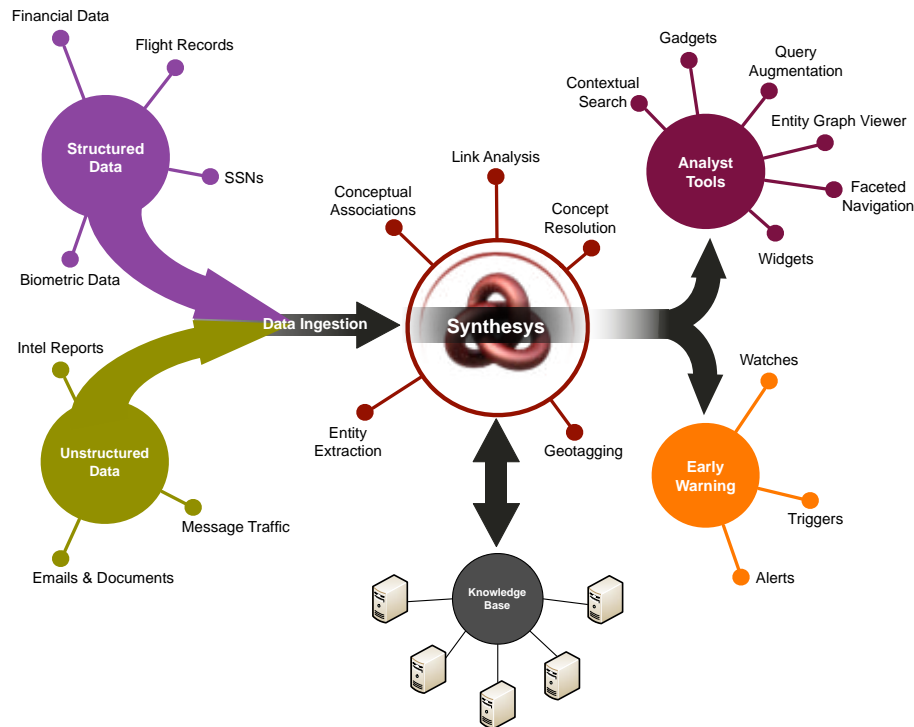 Financial Data
Flight Records
Structured
Data
SSNs
Biometric Data
Intel Reports
Unstructured
Data
Message Traffic
Emails & Documents
Data Ingestion
Link Analysis
Conceptual
Associations
Concept
Resolution
Synthesys
Entity
Extraction
Geotagging
Knowledge
Base
Gadgets
Query
Augmentation
Contextual
Search
Entity Graph Viewer
Analyst
Tools
Faceted
Navigation
Widgets
Watches
Early
Warning
Triggers
Alerts